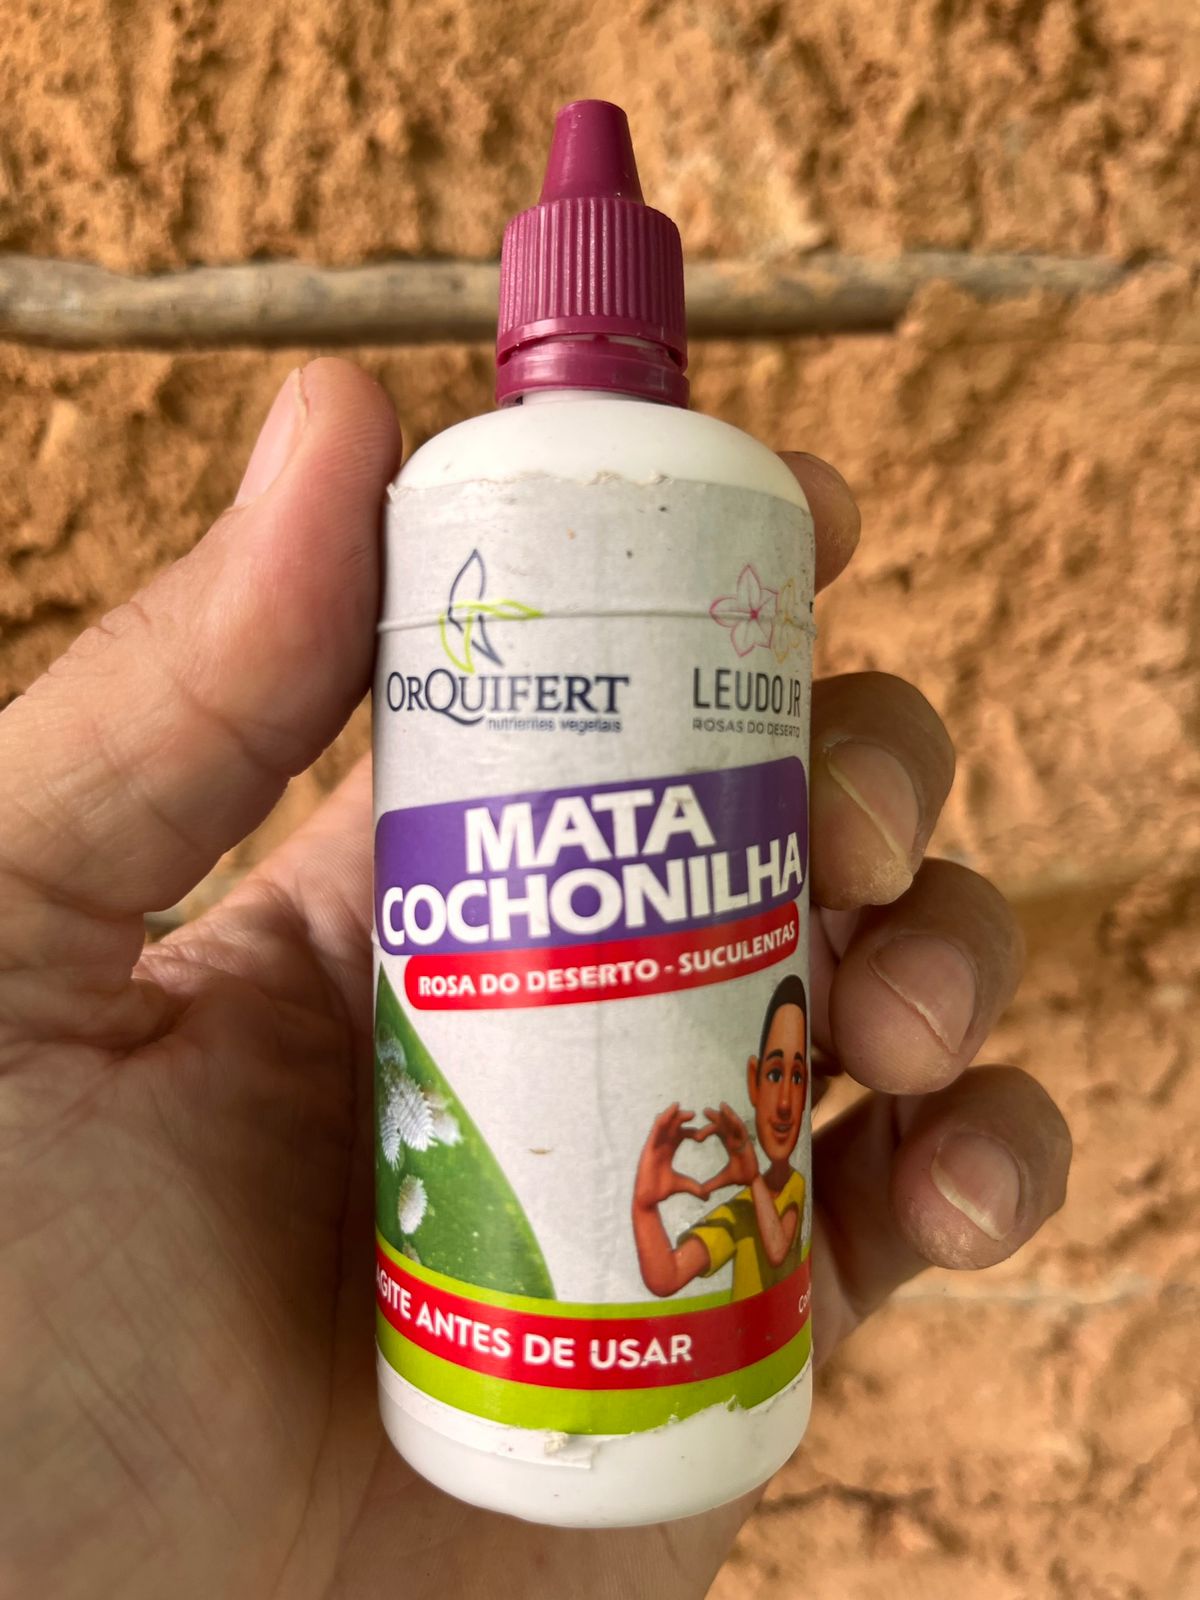 ORQUIFERT
nutrientes vegetais
LEUDO JR
ROSAS DO DESERTO
MATA
COCHONILHA
ROSA DO DESERTO - SUCULENTAS
AGITE ANTES DE USAR